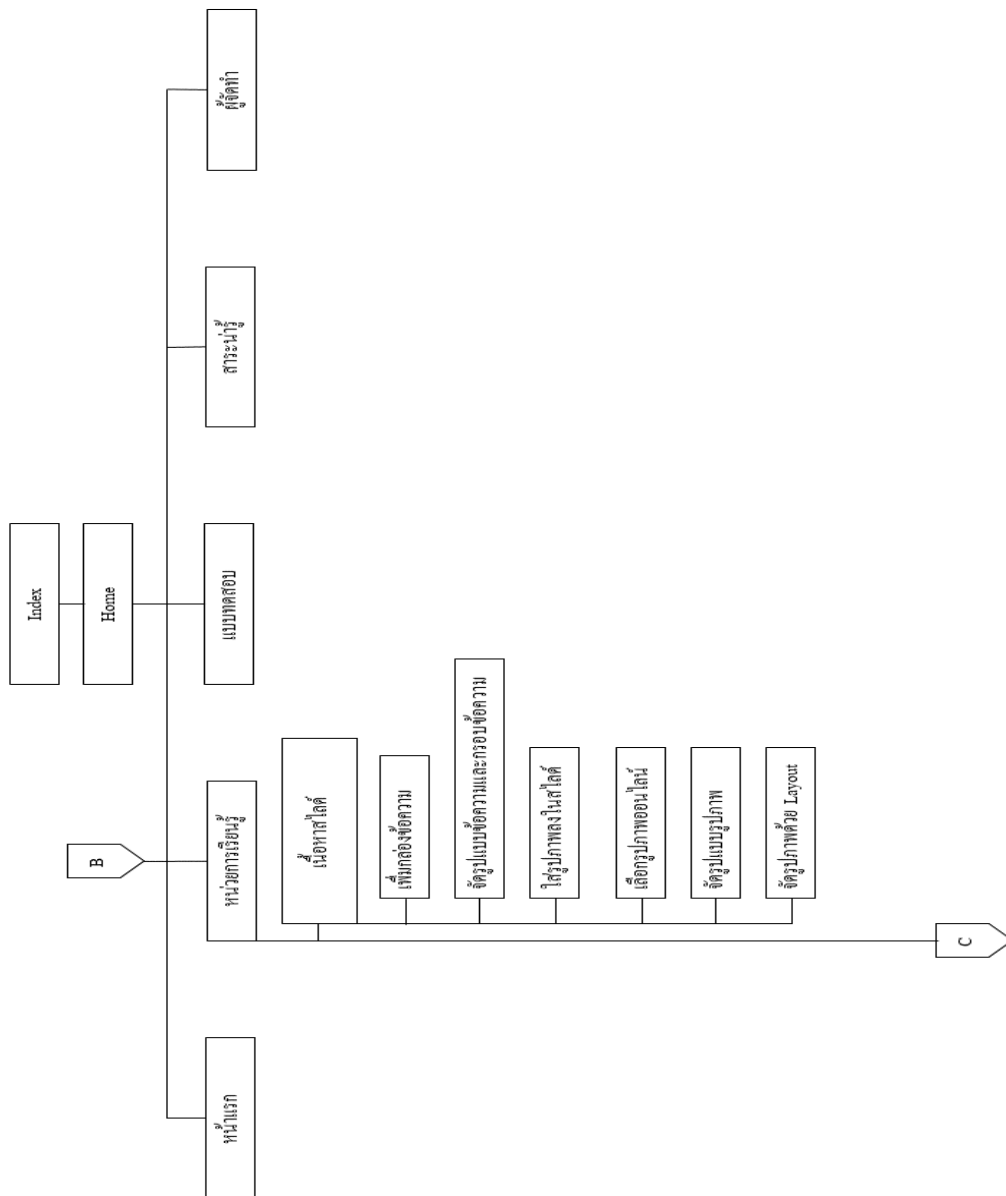 Index
Home
B
หน้าแรก
หน่วยการเรียนรู้
แบบทดสอบ
สาระน่ารู้
ผู้จัดทำ
เนื้อหาสไลด์
เพิ่มกล่องข้อความ
จัดรูปแบบข้อความและกรอบข้อความ
ใส่รูปภาพลงในสไลด์
เลือกรูปภาพออนไลน์
จัดรูปแบบรูปภาพ
จัดรูปภาพด้วย Layout
C